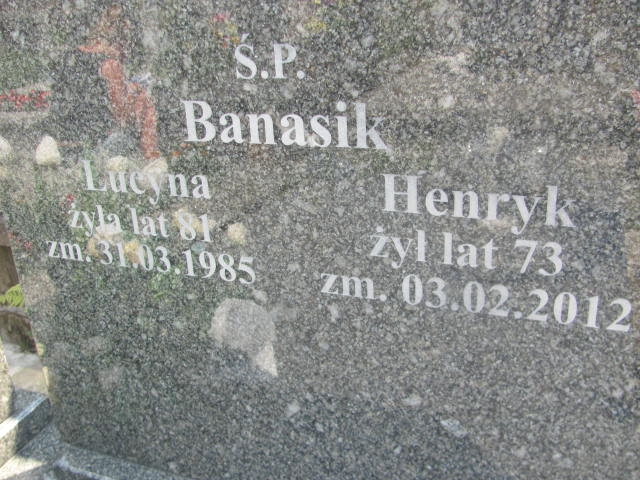 Ś.P.
Banasik
Lucyna
żyła lat 81
zm. 31.03.1985
Henryk
żył lat 73
zm. 03.02.2012